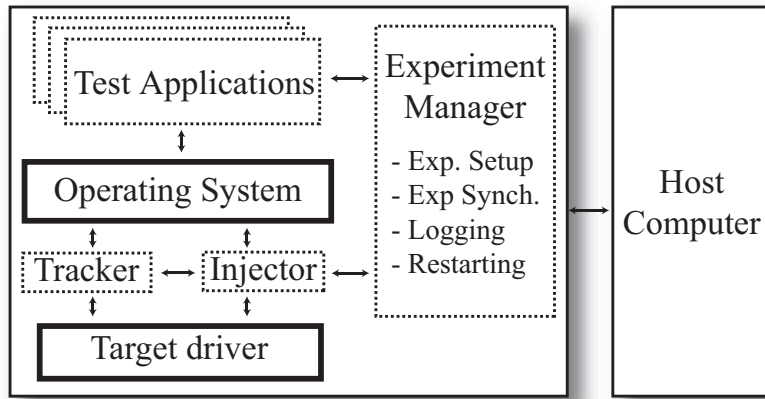 Test Applications
Experiment
Manager
- Exp. Setup
- Exp Synch.
- Logging
- Restarting
Operating System
Tracker
Injector
Target driver
Host
Computer